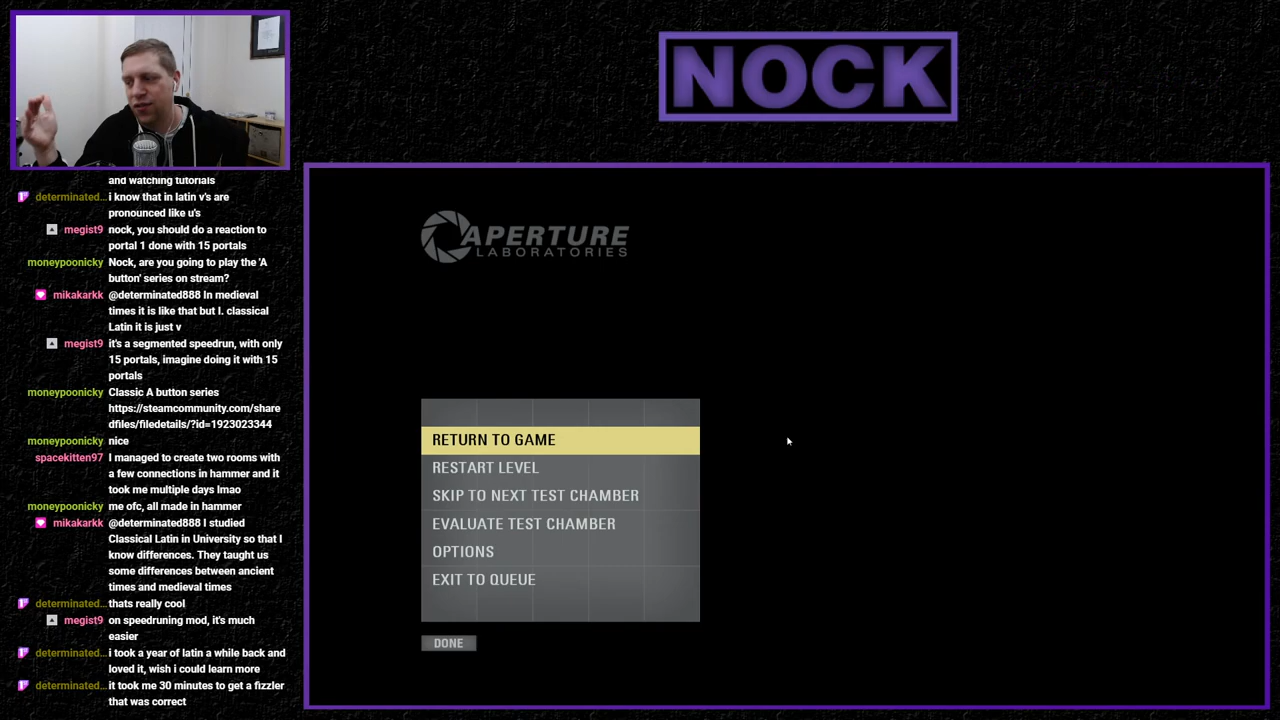 NOCK
and watching tutorials
determinated... i know that in latin v's are
pronounced like u's
megist9 nock, you should do a reaction to
portal 1 done with 15 portals
moneypoonicky Nock, are you going to play the 'A
button' series on stream?
mikakarkk @determinated888 In medieval
times it is like that but I. classical
Latin it is just v
megist9 it's a segmented speedrun, with only
15 portals, imagine doing it with 15
portals
moneypoonicky Classic A button series
https://steamcommunity.com/share
dfiles/filedetails/?id=1923023344
moneypoonicky nice
spacekitten97 I managed to create two rooms with
a few connections in hammer and it
took me multiple days lmao
moneypoonicky me ofc, all made in hammer
mikakarkk @determinated888 I studied
Classical Latin in University so that I
know differences. They taught us
some differences between ancient
times and medieval times
determinated... thats really cool
megist9 on speedruning mod, it's much
easier
determinated... i took a year of latin a while back and
loved it, wish i could learn more
determinated... it took me 30 minutes to get a fizzler
that was correct
APERTURE
LABORATORIES
RETURN TO GAME
RESTART LEVEL
SKIP TO NEXT TEST CHAMBER
EVALUATE TEST CHAMBER
OPTIONS
EXIT TO QUEUE
DONE